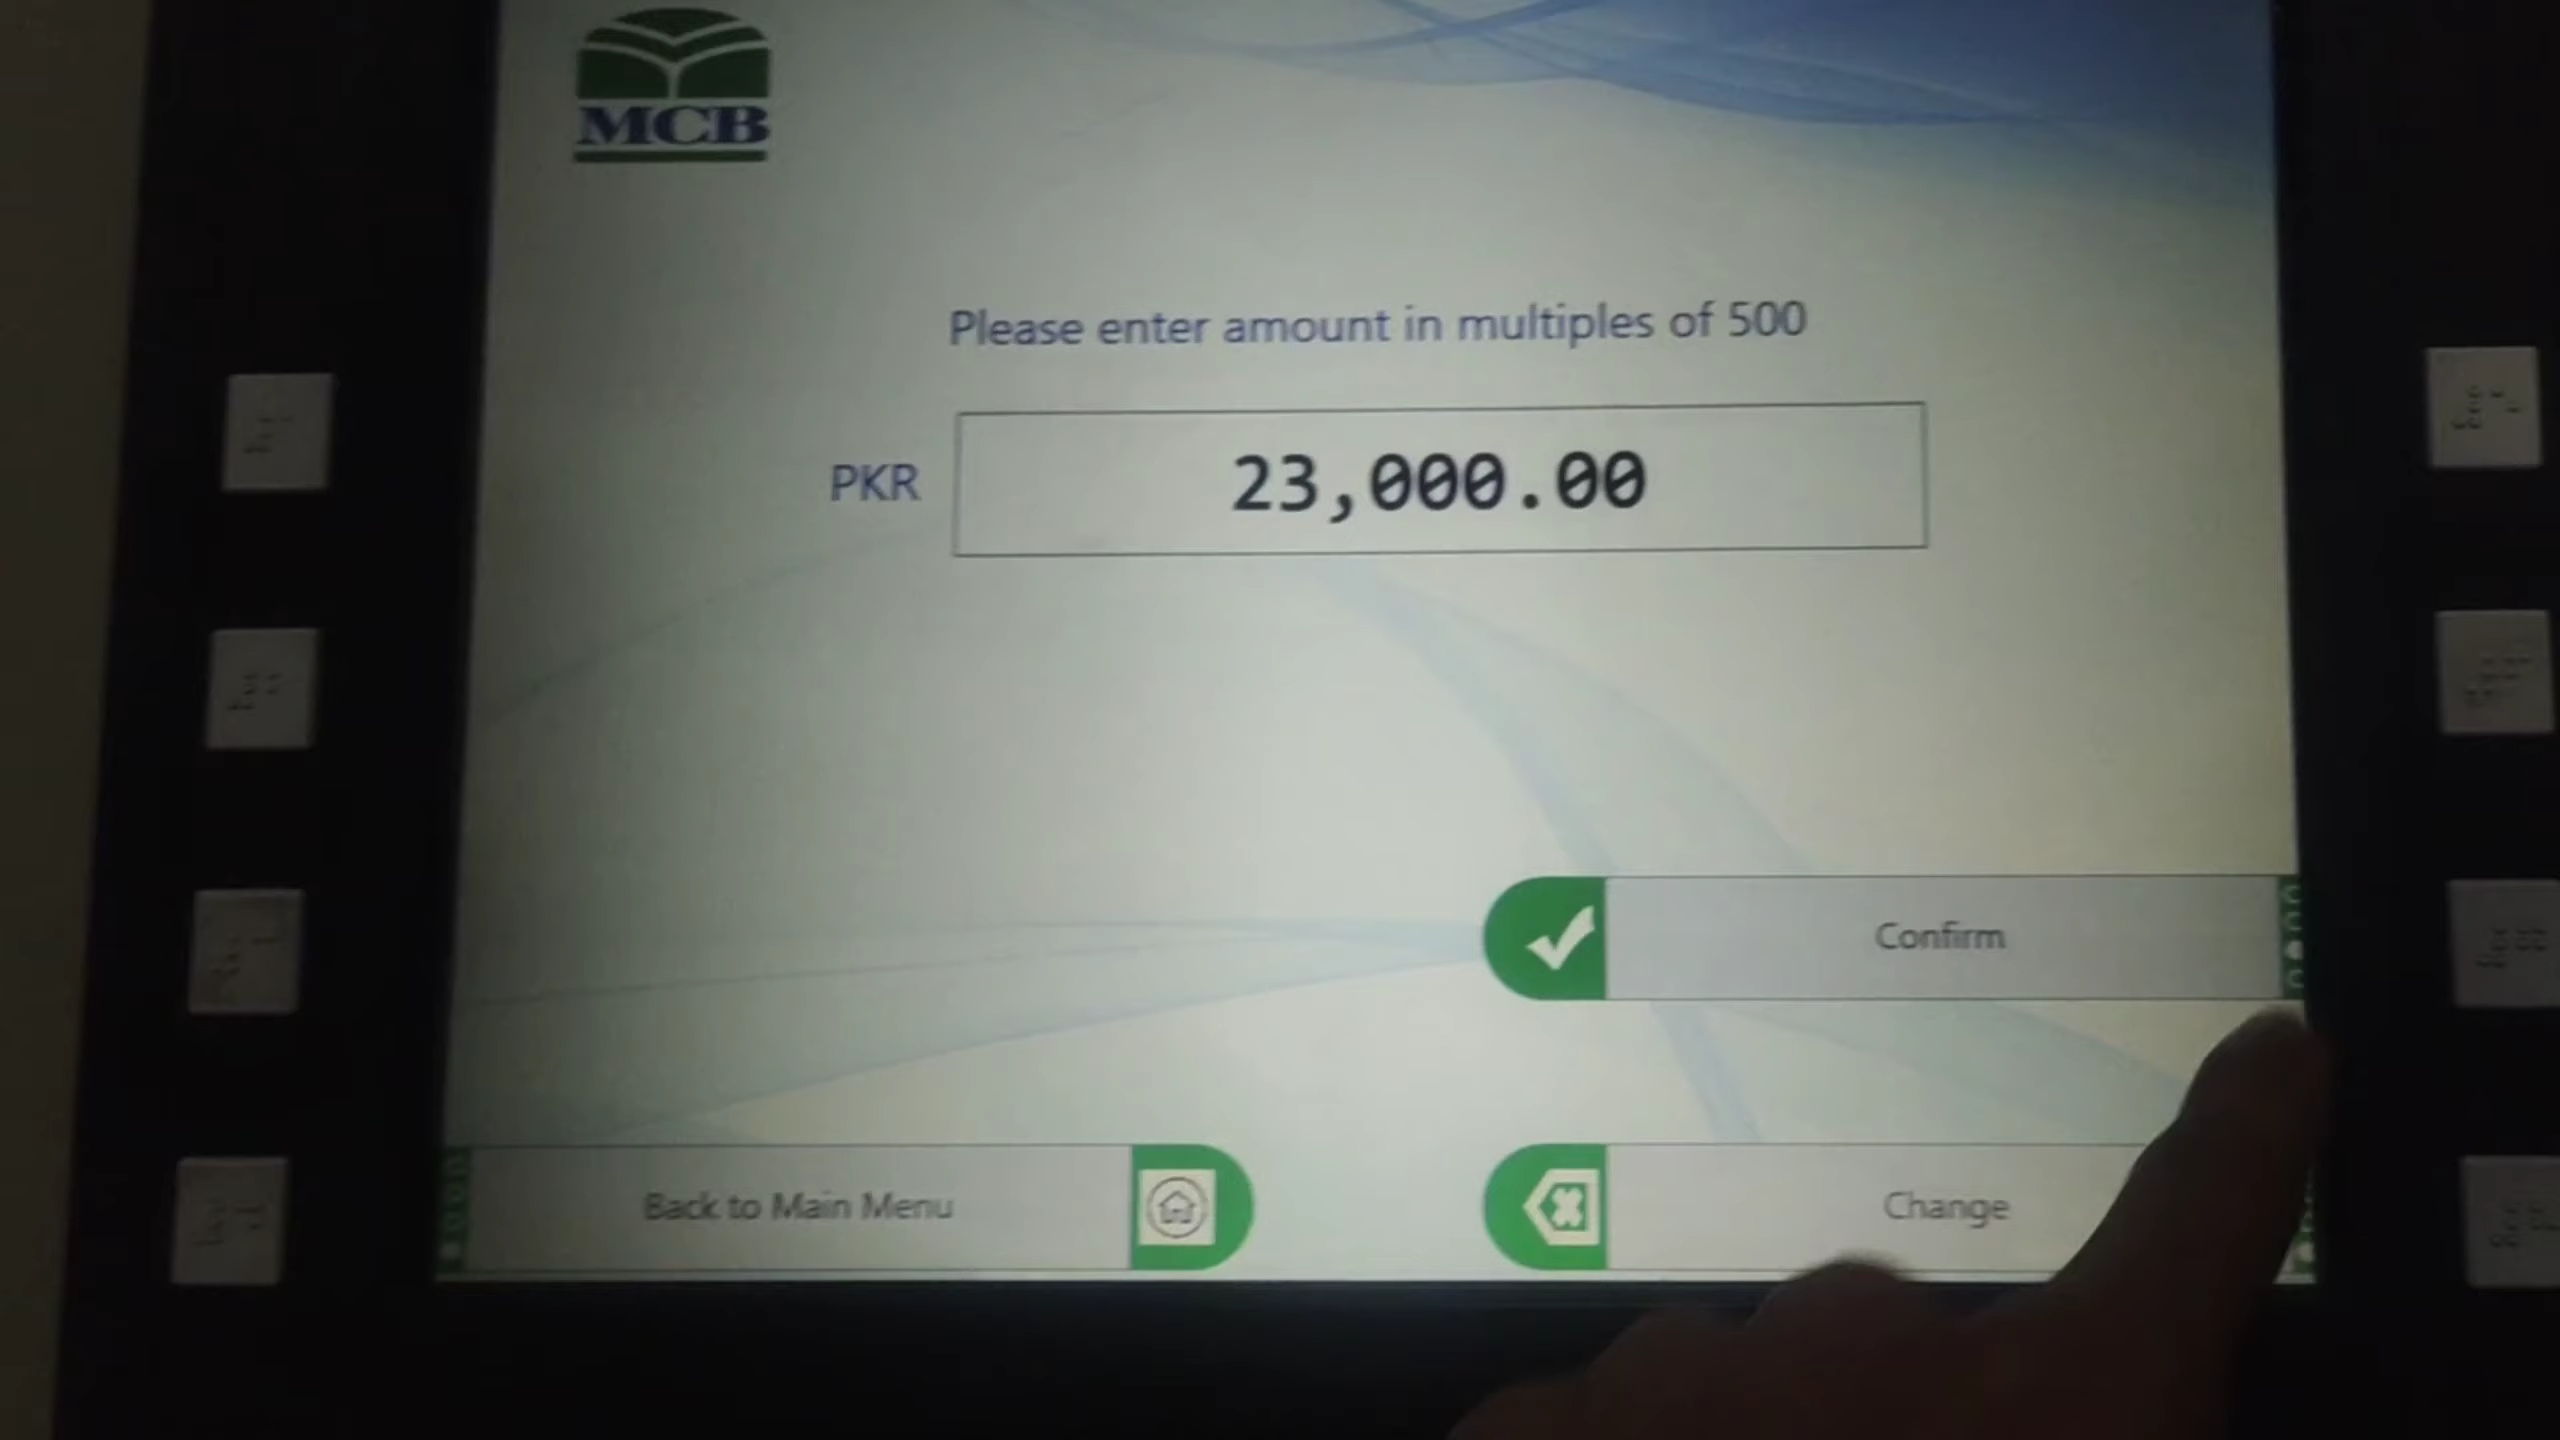 MCB
Please enter amount in multiples of 500
PKR 23,000.00
Confirm
Back to Main Menu
Change